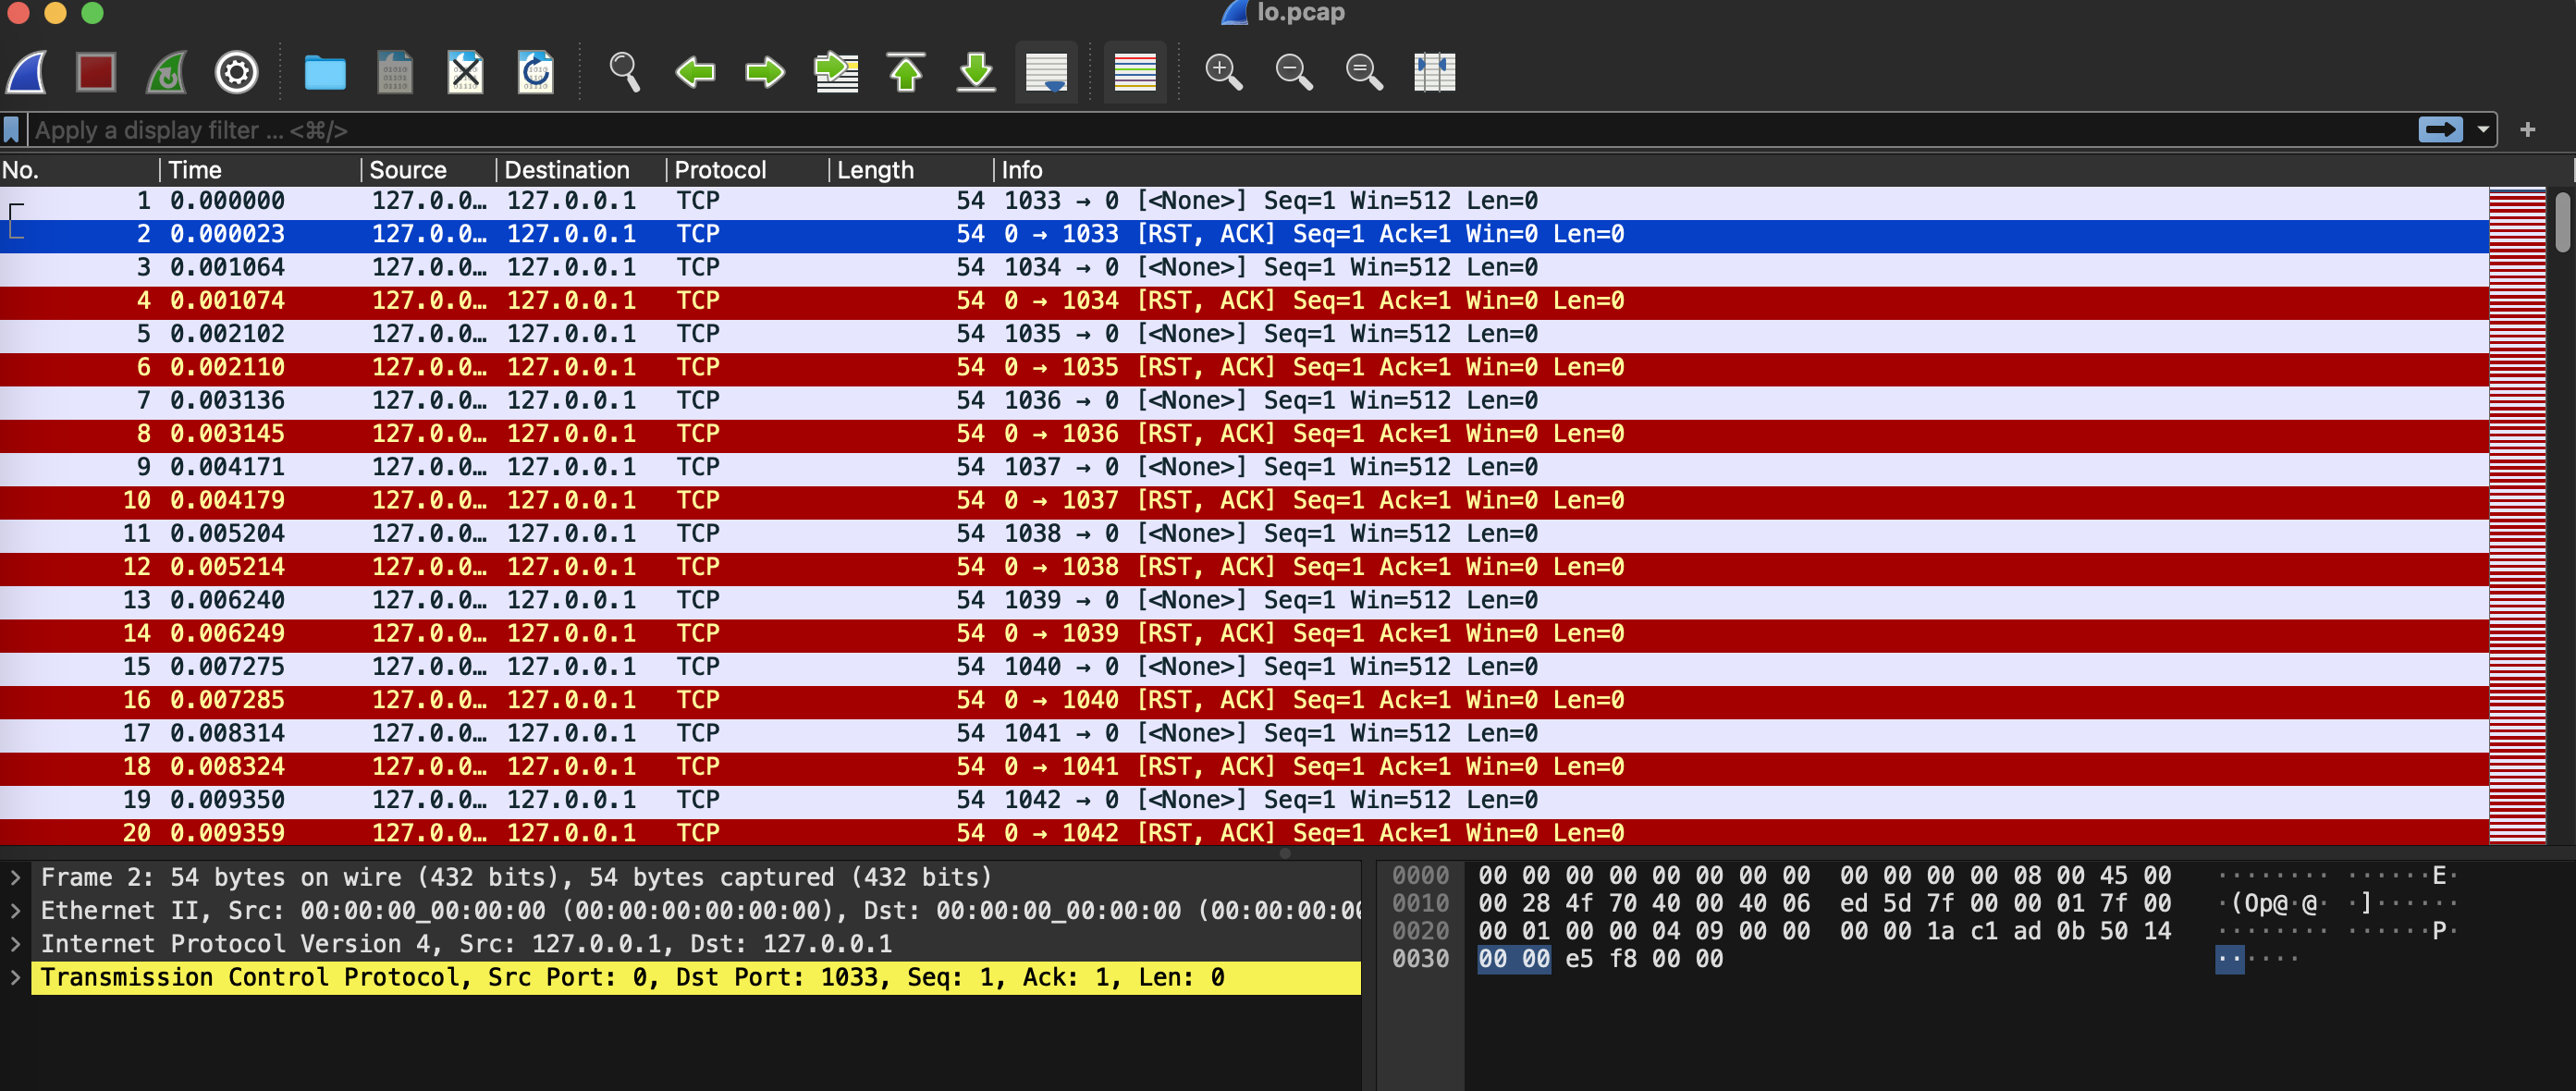 lo.pcap
Apply a display filter ... <⌘/>
No. Time Source Destination Protocol Length Info
1 0.000000 127.0.0… 127.0.0.1 TCP 54 1033 → 0 [<None>] Seq=1 Win=512 Len=0
2 0.000023 127.0.0… 127.0.0.1 TCP 54 0 → 1033 [RST, ACK] Seq=1 Ack=1 Win=0 Len=0
3 0.001064 127.0.0… 127.0.0.1 TCP 54 1034 → 0 [<None>] Seq=1 Win=512 Len=0
4 0.001074 127.0.0… 127.0.0.1 TCP 54 0 → 1034 [RST, ACK] Seq=1 Ack=1 Win=0 Len=0
5 0.002102 127.0.0… 127.0.0.1 TCP 54 1035 → 0 [<None>] Seq=1 Win=512 Len=0
6 0.002110 127.0.0… 127.0.0.1 TCP 54 0 → 1035 [RST, ACK] Seq=1 Ack=1 Win=0 Len=0
7 0.003136 127.0.0… 127.0.0.1 TCP 54 1036 → 0 [<None>] Seq=1 Win=512 Len=0
8 0.003145 127.0.0… 127.0.0.1 TCP 54 0 → 1036 [RST, ACK] Seq=1 Ack=1 Win=0 Len=0
9 0.004171 127.0.0… 127.0.0.1 TCP 54 1037 → 0 [<None>] Seq=1 Win=512 Len=0
10 0.004179 127.0.0… 127.0.0.1 TCP 54 0 → 1037 [RST, ACK] Seq=1 Ack=1 Win=0 Len=0
11 0.005204 127.0.0… 127.0.0.1 TCP 54 1038 → 0 [<None>] Seq=1 Win=512 Len=0
12 0.005214 127.0.0… 127.0.0.1 TCP 54 0 → 1038 [RST, ACK] Seq=1 Ack=1 Win=0 Len=0
13 0.006240 127.0.0… 127.0.0.1 TCP 54 1039 → 0 [<None>] Seq=1 Win=512 Len=0
14 0.006249 127.0.0… 127.0.0.1 TCP 54 0 → 1039 [RST, ACK] Seq=1 Ack=1 Win=0 Len=0
15 0.007275 127.0.0… 127.0.0.1 TCP 54 1040 → 0 [<None>] Seq=1 Win=512 Len=0
16 0.007285 127.0.0… 127.0.0.1 TCP 54 0 → 1040 [RST, ACK] Seq=1 Ack=1 Win=0 Len=0
17 0.008314 127.0.0… 127.0.0.1 TCP 54 1041 → 0 [<None>] Seq=1 Win=512 Len=0
18 0.008324 127.0.0… 127.0.0.1 TCP 54 0 → 1041 [RST, ACK] Seq=1 Ack=1 Win=0 Len=0
19 0.009350 127.0.0… 127.0.0.1 TCP 54 1042 → 0 [<None>] Seq=1 Win=512 Len=0
20 0.009359 127.0.0… 127.0.0.1 TCP 54 0 → 1042 [RST, ACK] Seq=1 Ack=1 Win=0 Len=0
Frame 2: 54 bytes on wire (432 bits), 54 bytes captured (432 bits)
Ethernet II, Src: 00:00:00_00:00:00 (00:00:00:00:00:00), Dst: 00:00:00_00:00:00 (00:00:00:00
Internet Protocol Version 4, Src: 127.0.0.1, Dst: 127.0.0.1
Transmission Control Protocol, Src Port: 0, Dst Port: 1033, Seq: 1, Ack: 1, Len: 0
0000 00 00 00 00 00 00 00 00 00 00 00 00 08 00 45 00 ········ ······E·
0010 00 28 4f 70 40 00 40 06 ed 5d 7f 00 00 01 7f 00 ·(Op@·@· ·]······
0020 00 01 00 00 04 09 00 00 00 00 1a c1 ad 0b 50 14 ········ ······P·
0030 00 00 e5 f8 00 00 ······